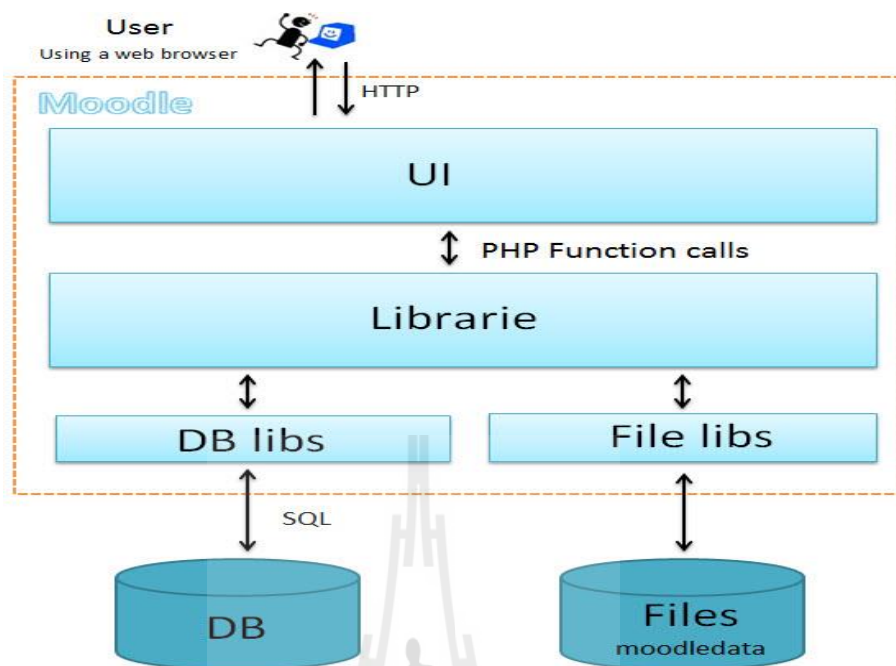 User
Using a web browser
HTTP
Moodle
UI
PHP Function calls
Librarie
DB libs
File libs
SQL
DB
Files
moodledata